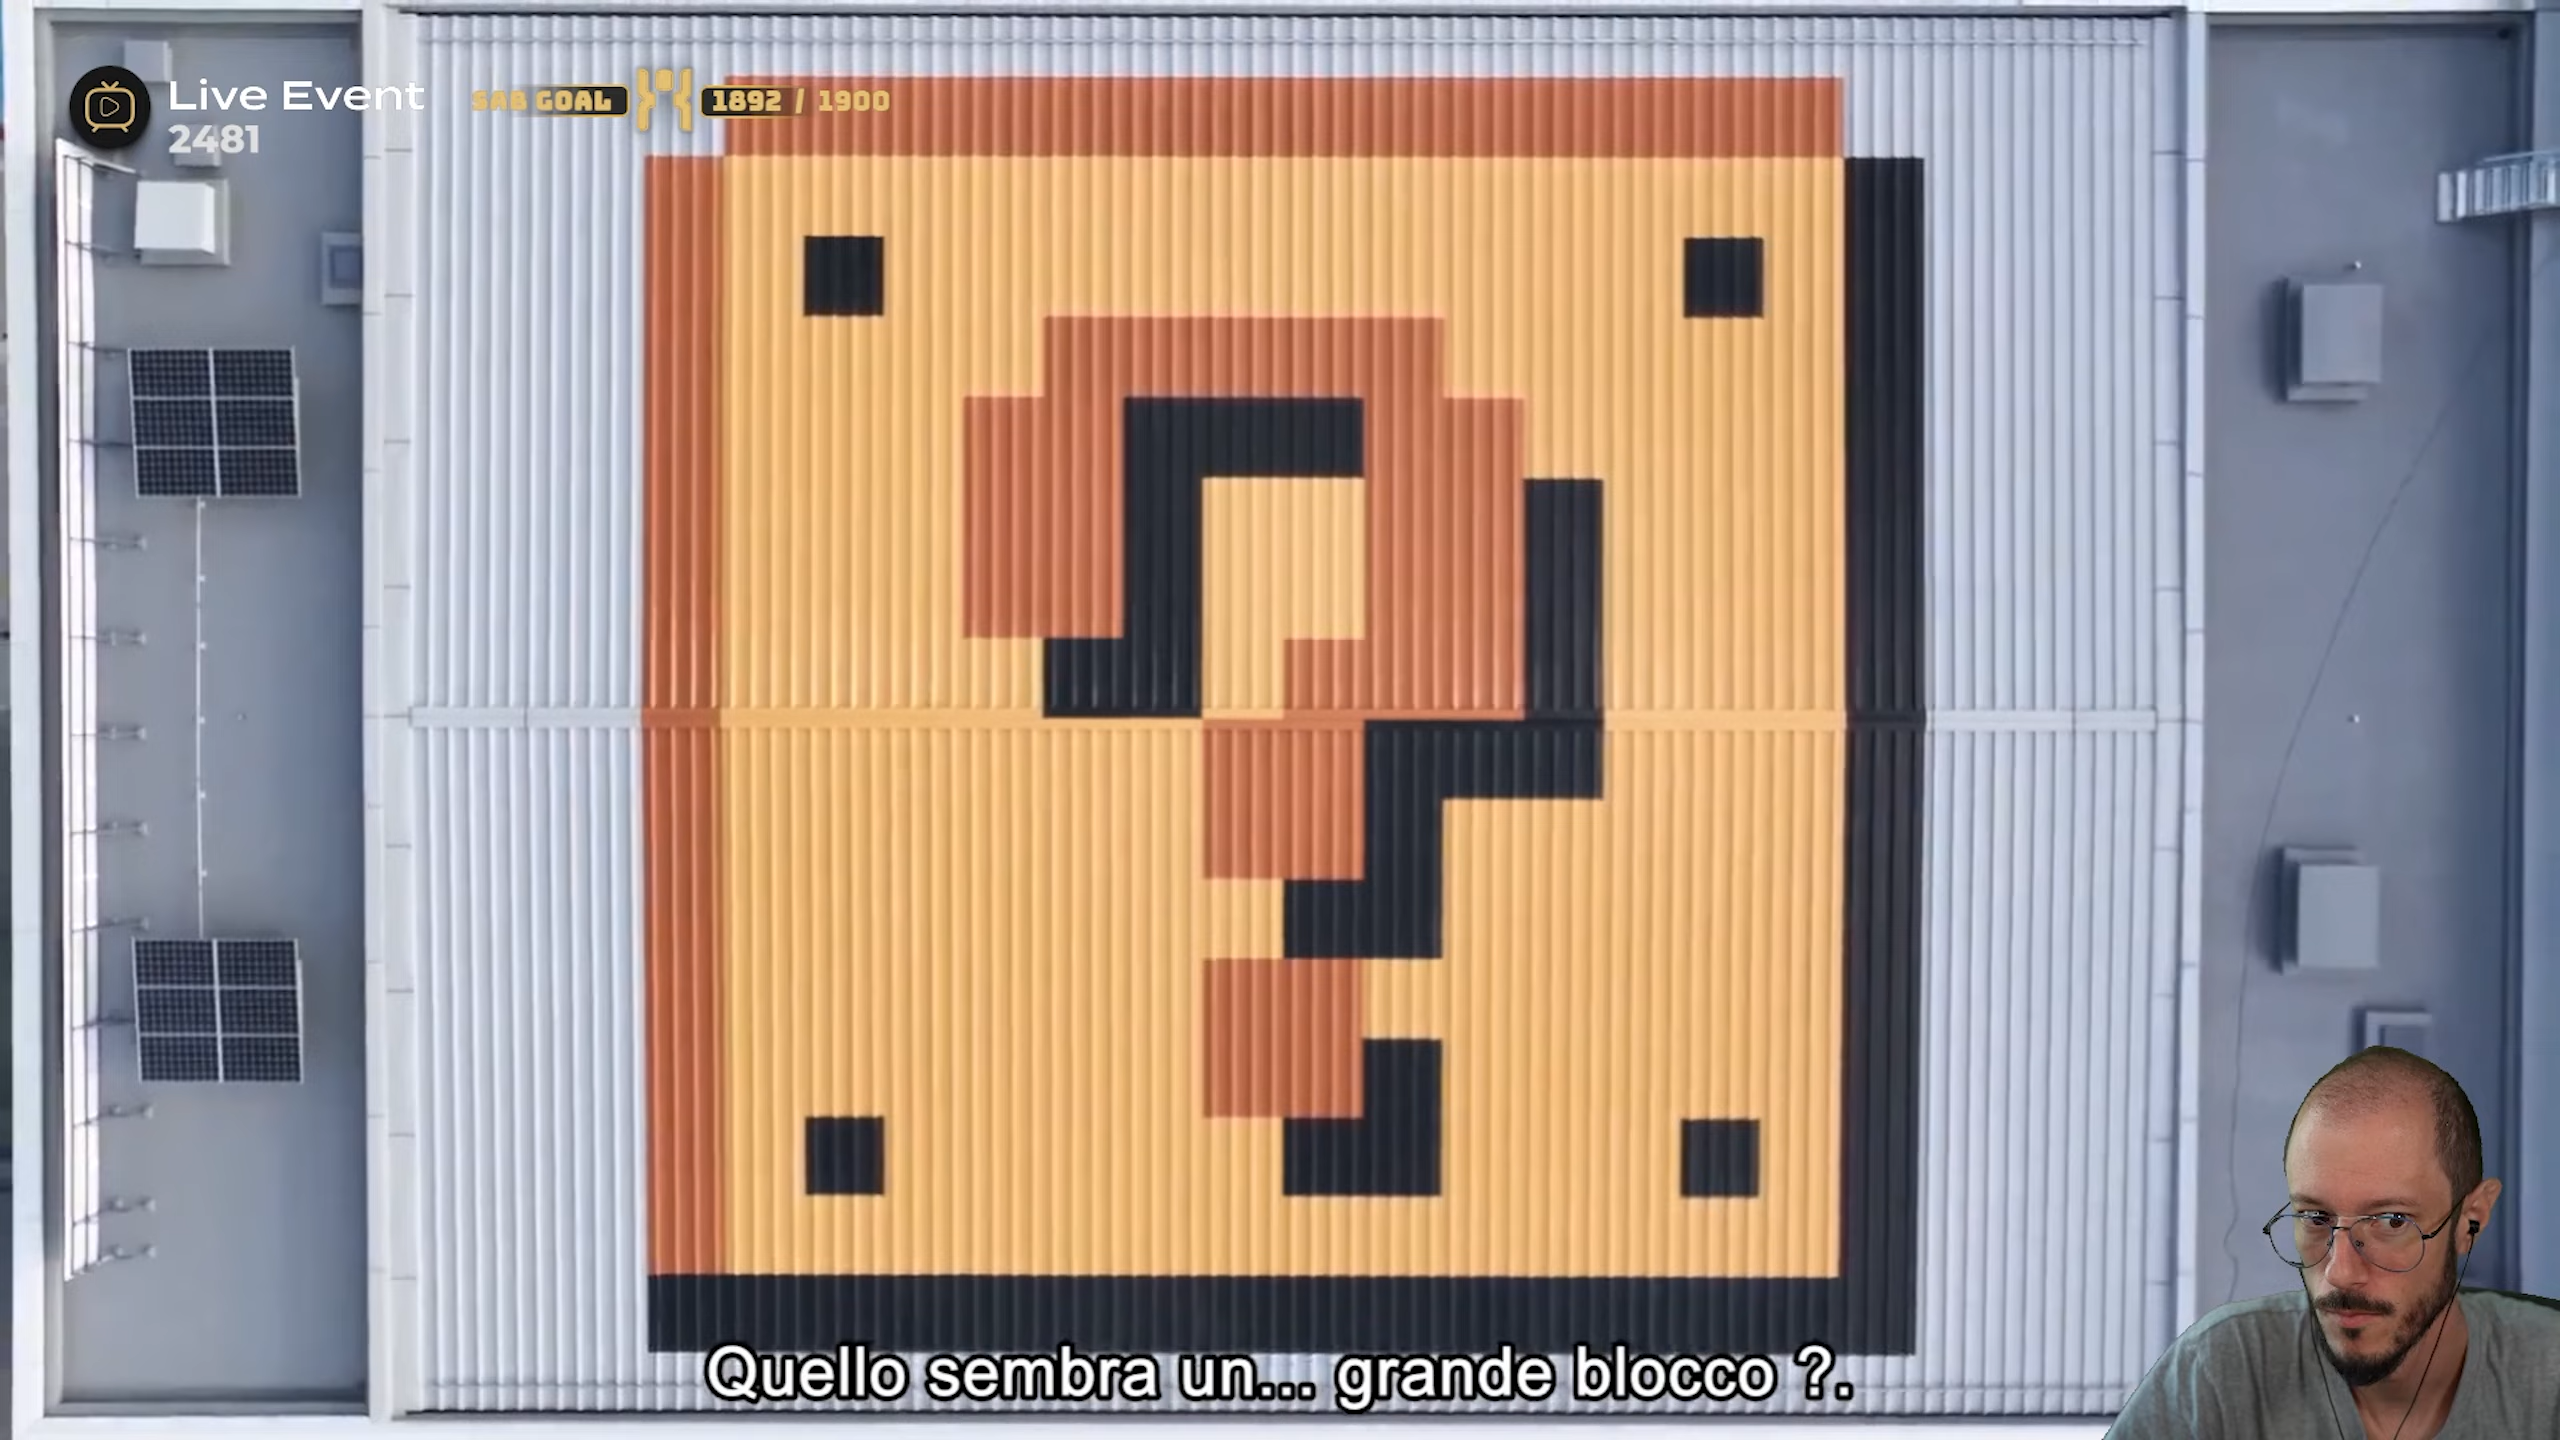 Live Event
2481
SAB GOAL
1892 / 1900
?
Quello sembra un... grande blocco ?.